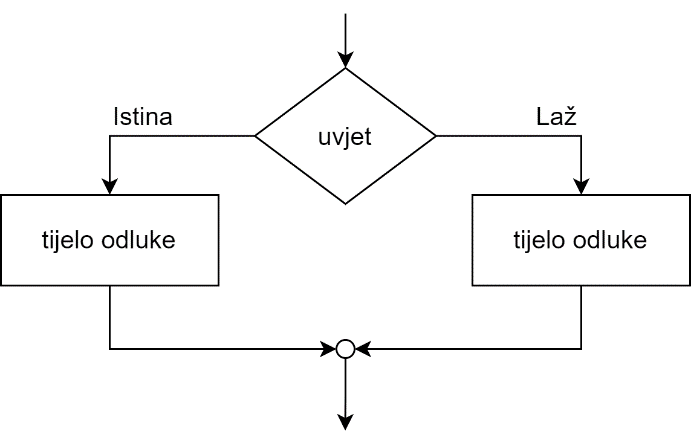 Istina
Laž
uvjet
tijelo odluke
tijelo odluke